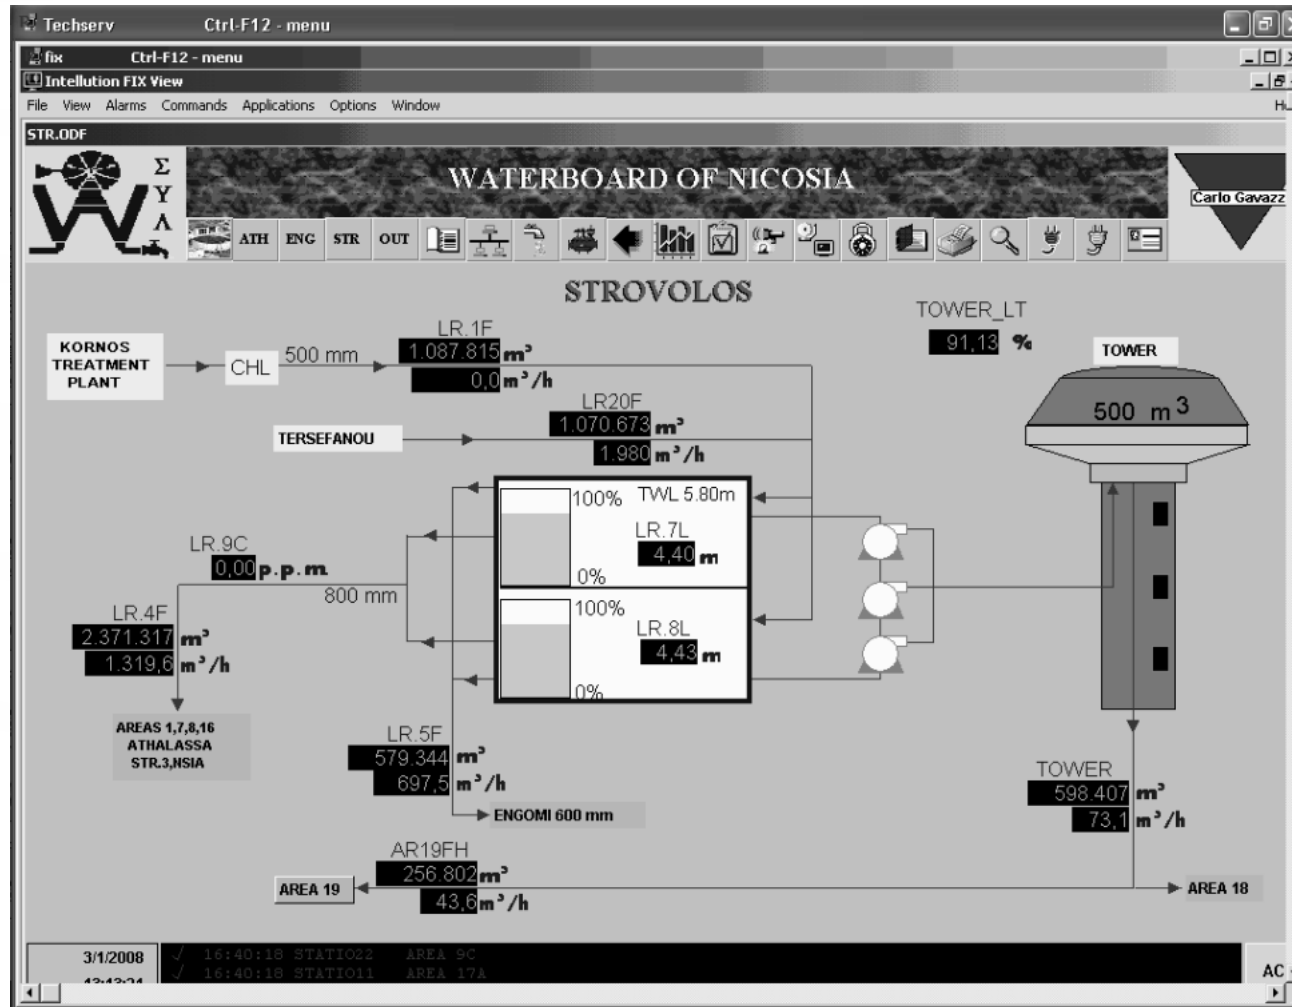 Techserv Ctrl-F12 - menu
fix Ctrl-F12 - menu
Intellution FIX View
File View Alarms Commands Applications Options Window
STR.ODF
Σ
Υ
Λ
WATERBOARD OF NICOSIA
Carlo Gavazz
ATH ENG STR OUT
STROVOLOS
TOWER_LT
91,13 %
KORNOS
TREATMENT
PLANT
CHL
500 mm
LR.1F
1.087.815 m³
0,0 m³/h
TOWER
500 m3
LR20F
1.070.673 m³
1.980 m³/h
TERSEFANOU
100%
TWL 5.80m
LR.7L
4,40 m
0%
100%
LR.8L
4,43 m
0%
LR.9C
0,00 p.p.m.
800 mm
LR.4F
2.371.317 m³
1.319,6 m³/h
AREAS 1,7,8,16
ATHALASSA
STR.3,NSIA
LR.5F
579.344 m³
697,5 m³/h
ENGOMI 600 mm
TOWER
598.407 m³
73,1 m³/h
AR19FH
256.802 m³
43,6 m³/h
AREA 19
AREA 18
3/1/2008
16:40:18 STATIO22 AREA 9C
16:40:18 STATIO11 AREA 17A
AC